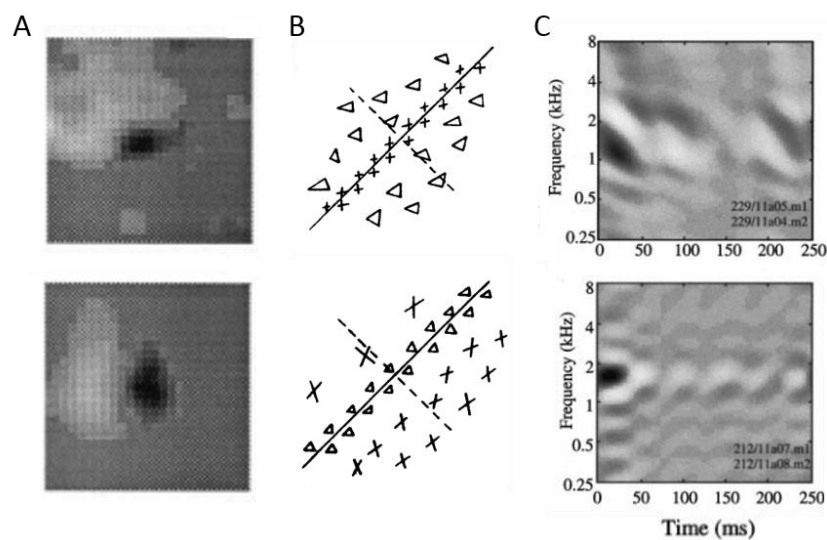 A
B
C
8
4
2
1
0.5
0.25
Frequency (kHz)
229/11a05.m1
229/11a04.m2
0 50 100 150 200 250
8
4
2
1
0.5
0.25
Frequency (kHz)
212/11a07.m1
212/11a08.m2
0 50 100 150 200 250
Time (ms)